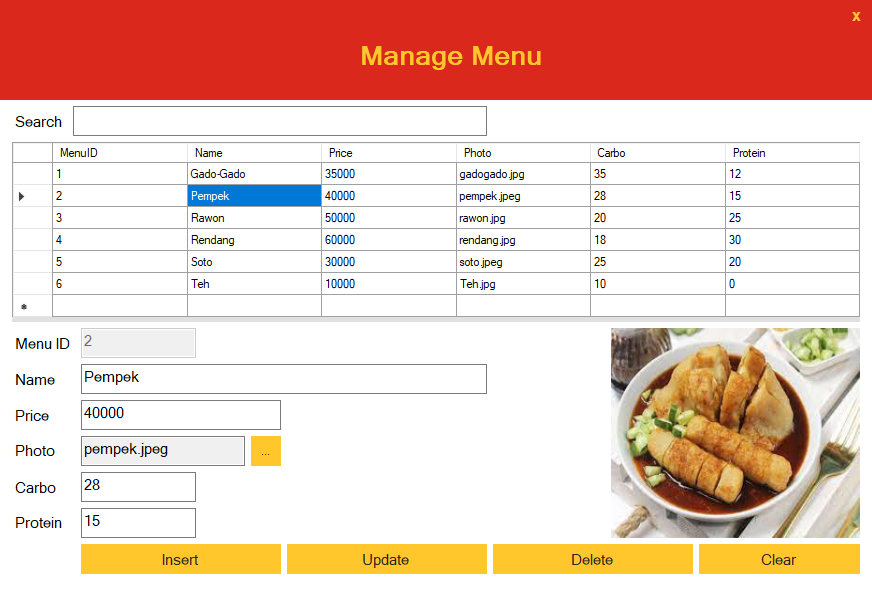 x
Manage Menu
Search
MenuID Name Price Photo Carbo Protein
1 Gado-Gado 35000 gadogado.jpg 35 12
2 Pempek 40000 pempek.jpeg 28 15
3 Rawon 50000 rawon.jpg 20 25
4 Rendang 60000 rendang.jpg 18 30
5 Soto 30000 soto.jpeg 25 20
6 Teh 10000 Teh.jpg 10 0
Menu ID 2
Name Pempek
Price 40000
Photo pempek.jpeg ...
Carbo 28
Protein 15
Insert Update Delete Clear